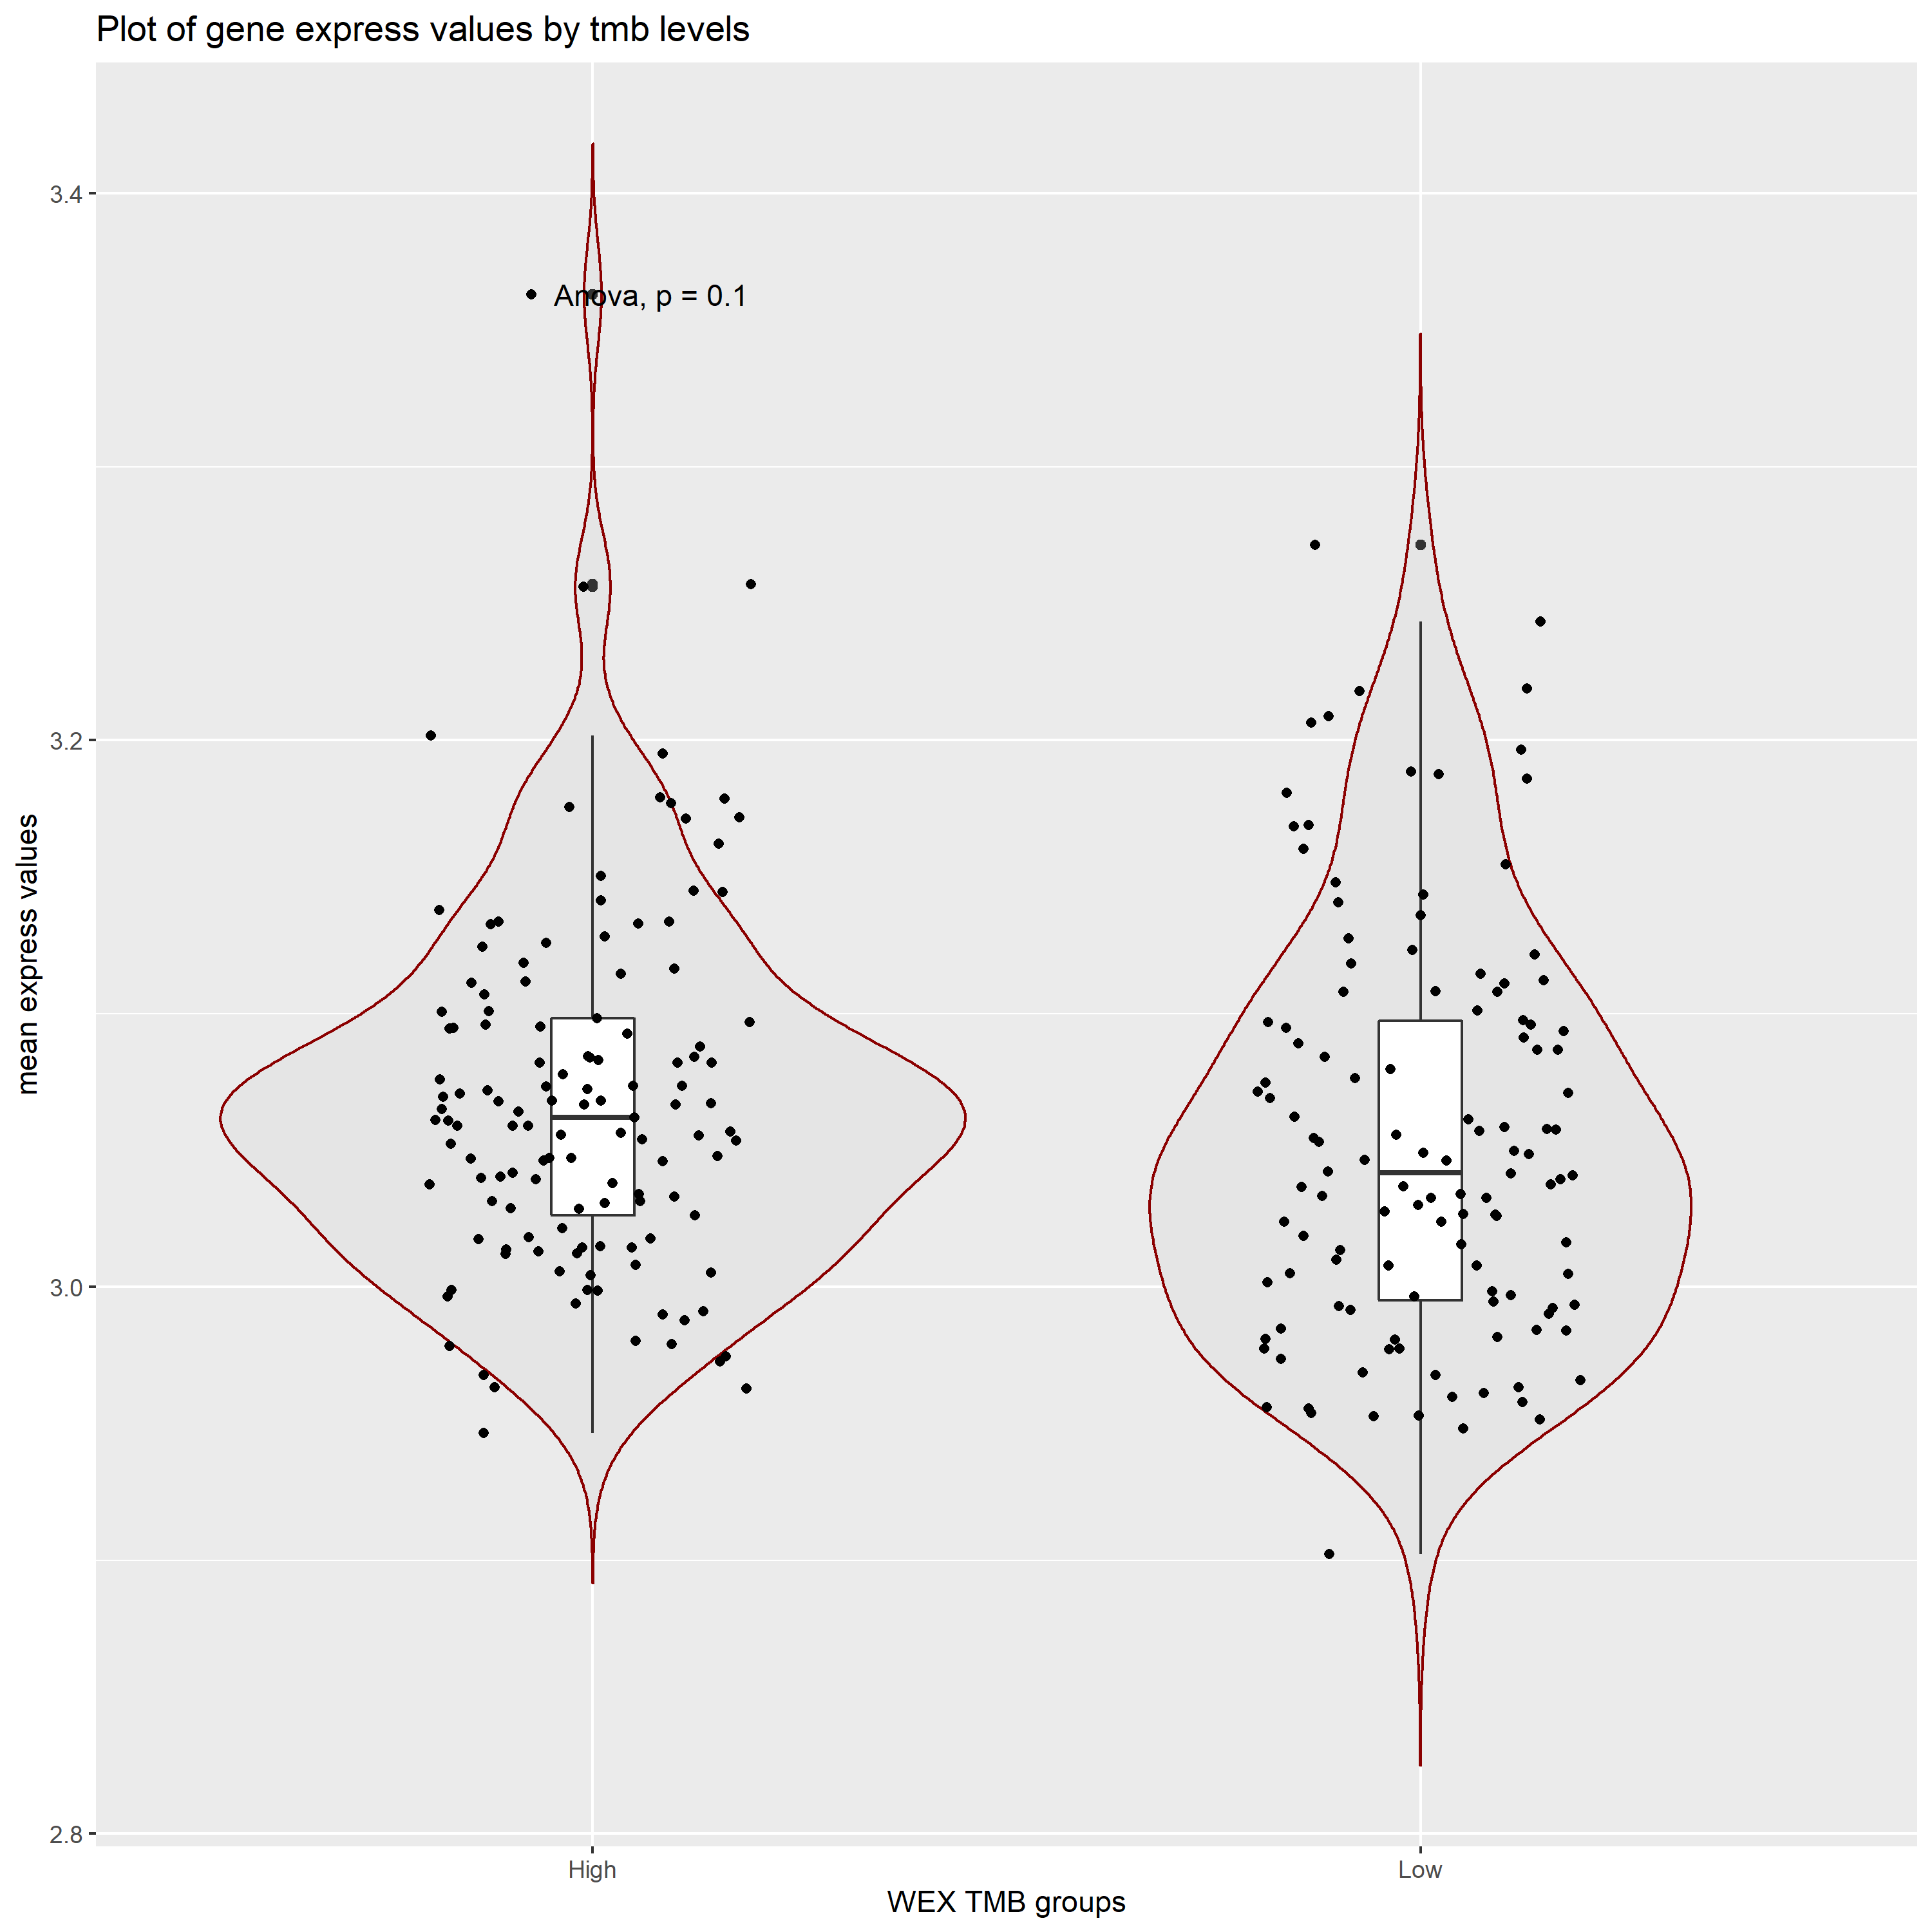 Plot of gene express values by tmb levels
3.4
Anova, p = 0.1
3.2
mean express values
3.0
2.8
High
Low
WEX TMB groups